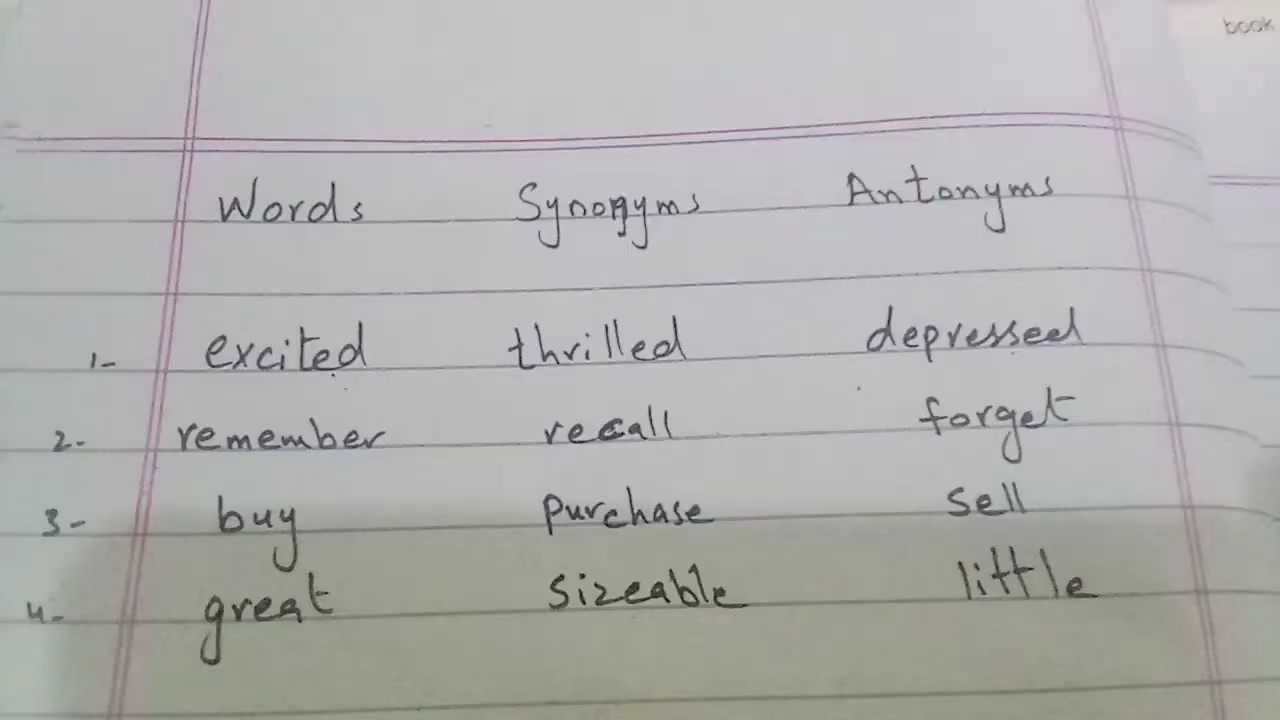 book
Words Synonyms Antonyms
1- excited thrilled depressed
2- remember recall forget
3- buy purchase sell
4- great sizeable little